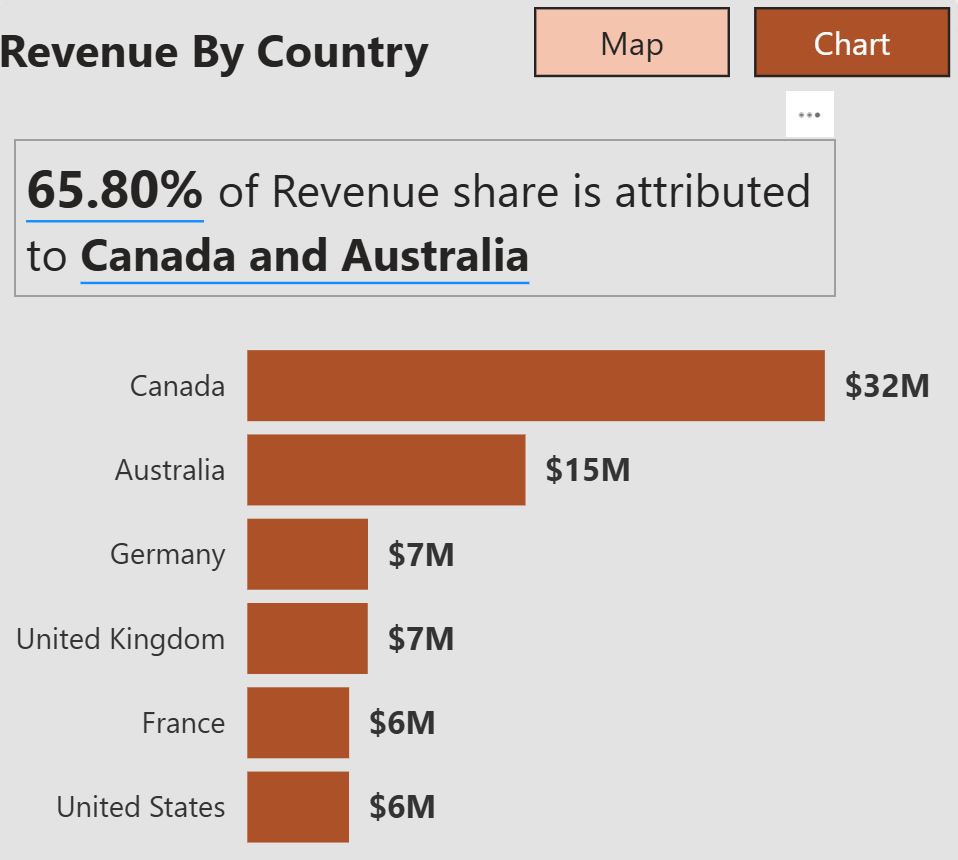 Revenue By Country
Map
Chart
65.80% of Revenue share is attributed
to Canada and Australia
Canada
$32M
Australia
$15M
Germany
$7M
United Kingdom
$7M
France
$6M
United States
$6M